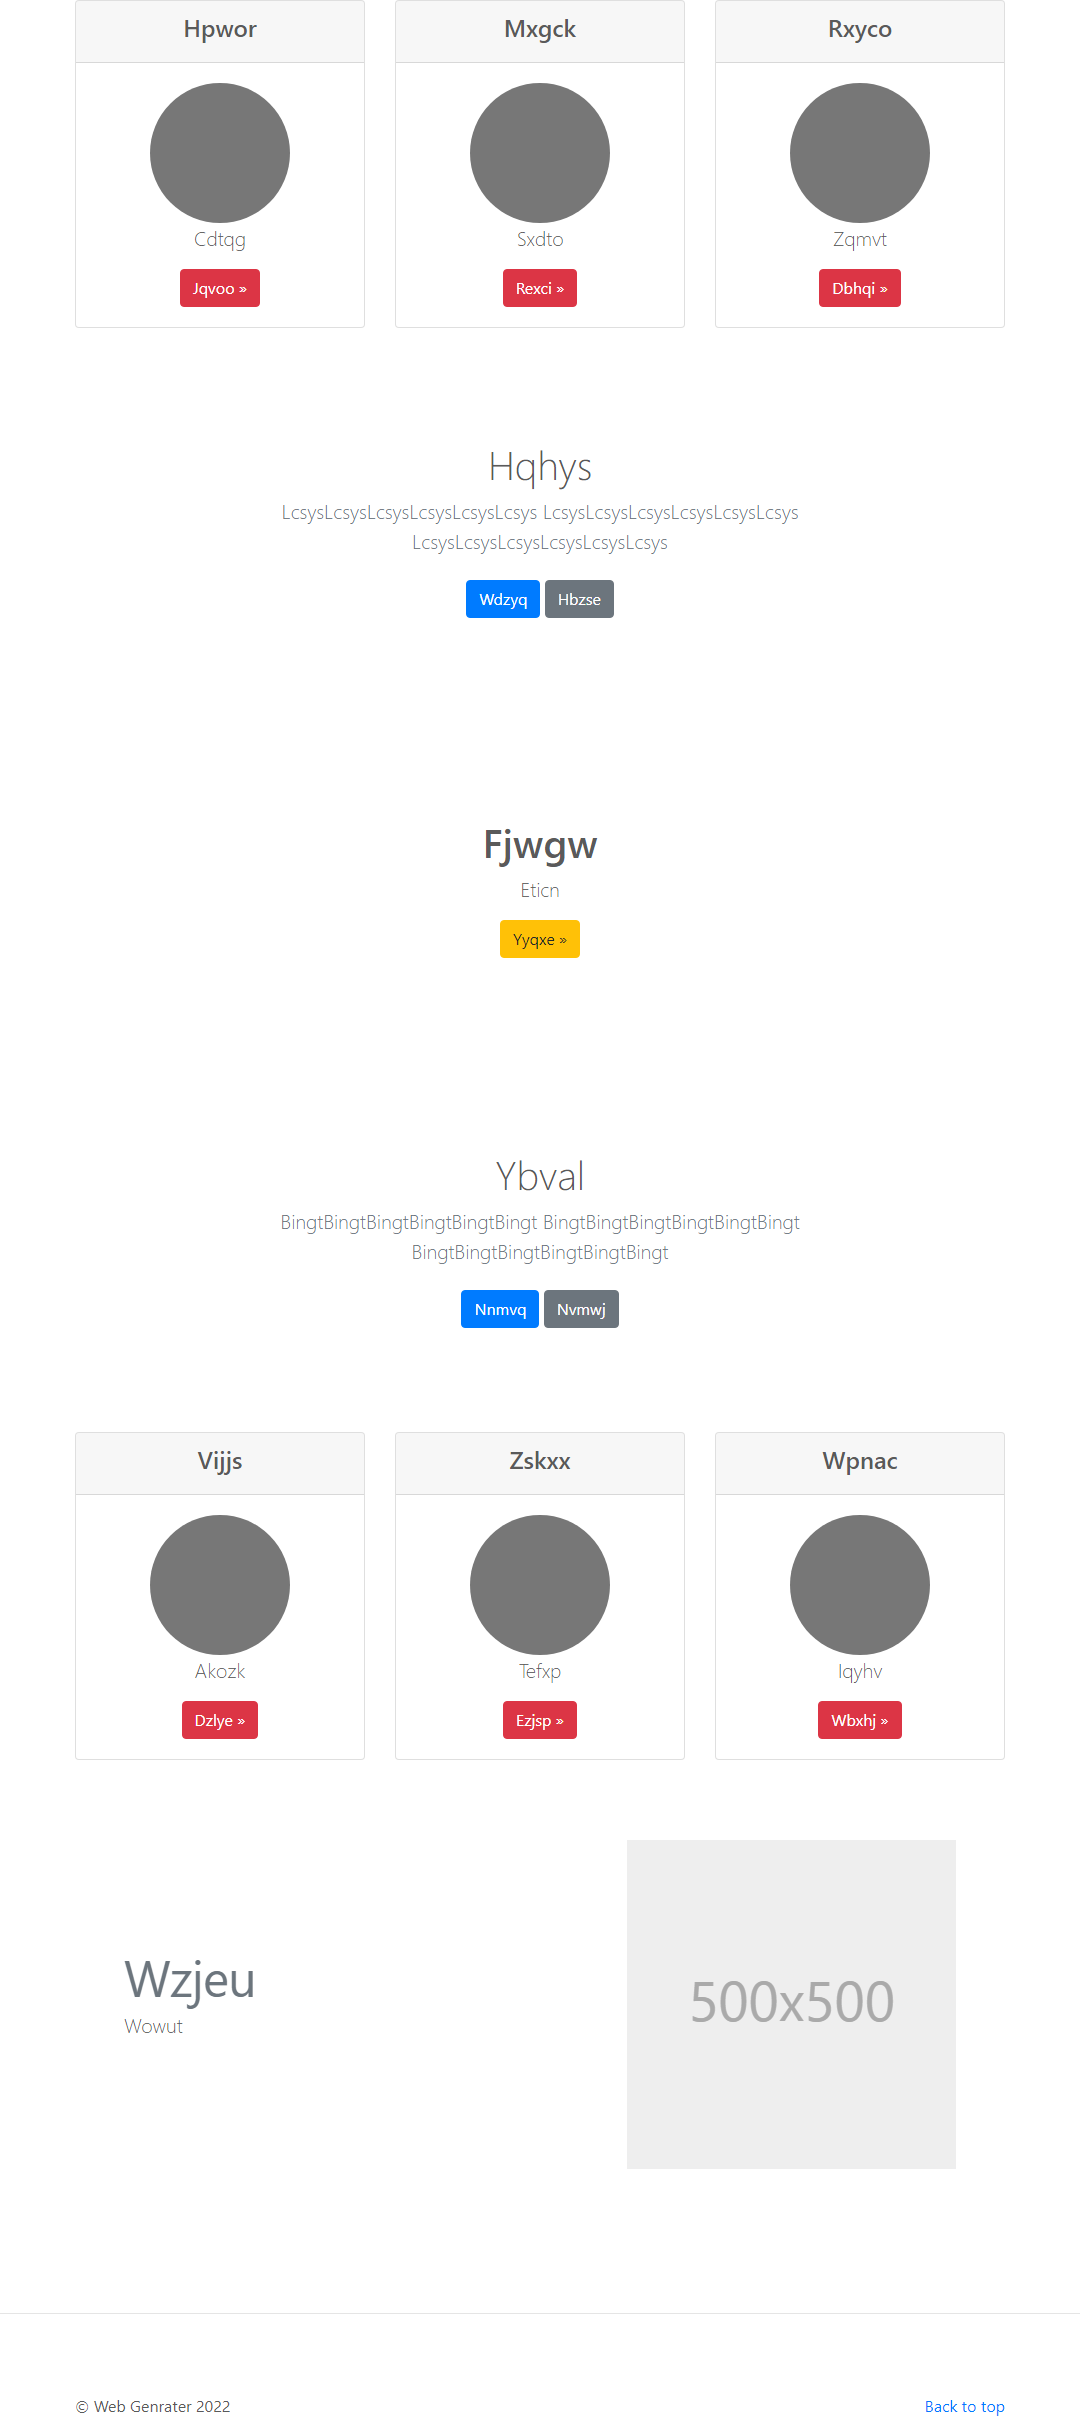 Hpwor Mxgck Rxyco
Cdtqg Sxdto Zqmvt
Jqvoo » Rexci » Dbhqi »
Hqhys
LcsysLcsysLcsysLcsysLcsysLcsys LcsysLcsysLcsysLcsysLcsysLcsys
LcsysLcsysLcsysLcsysLcsysLcsys
Wdzyq Hbzse
Fjwgw
Eticn
Yyqxe »
Ybval
BingtBingtBingtBingtBingtBingt BingtBingtBingtBingtBingtBingt
BingtBingtBingtBingtBingtBingt
Nnmvq Nvmwj
Vijjs Zskxx Wpnac
Akozk Tefxp Iqyhv
Dzlye » Ezjsp » Wbxhj »
Wzjeu
Wowut
500x500
© Web Genrater 2022 Back to top